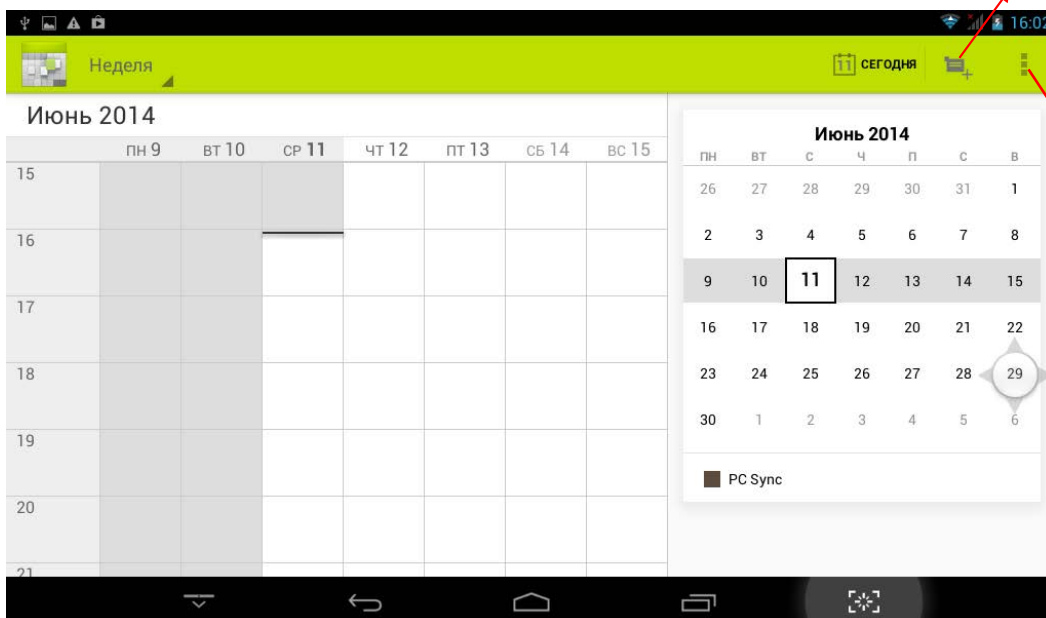 16:02
Неделя
11 СЕГОДНЯ
Июнь 2014
ПН 9 ВТ 10 СР 11 ЧТ 12 ПТ 13 СБ 14 ВС 15
15
16
17
18
19
20
21
Июнь 2014
ПН ВТ С Ч П С В
26 27 28 29 30 31 1
2 3 4 5 6 7 8
9 10 11 12 13 14 15
16 17 18 19 20 21 22
23 24 25 26 27 28 29
30 1 2 3 4 5 6
PC Sync